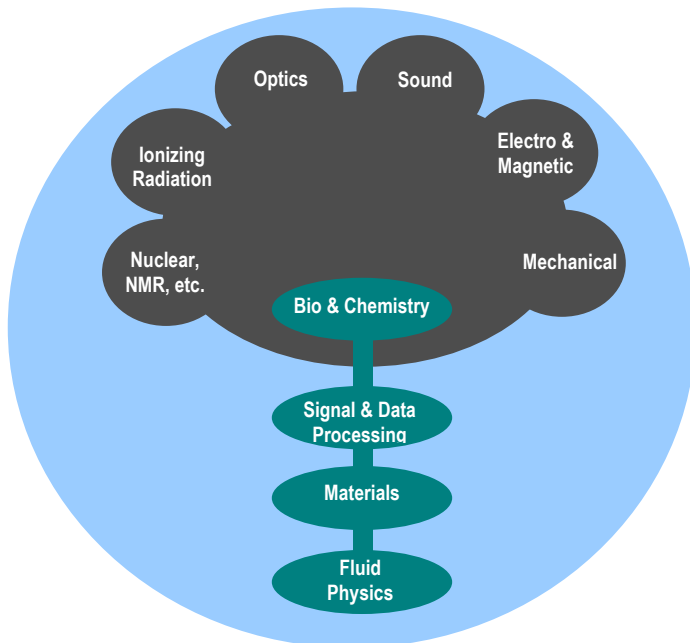 Optics
Sound
Ionizing
Radiation
Electro &
Magnetic
Nuclear,
NMR, etc.
Mechanical
Bio & Chemistry
Signal & Data
Processing
Materials
Fluid
Physics